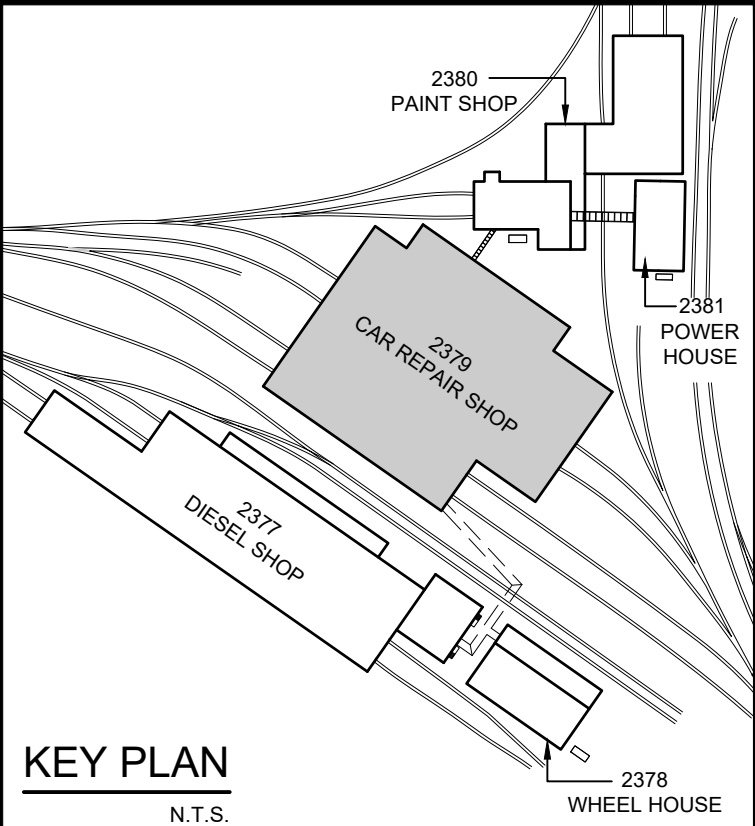 2380
PAINT SHOP
2381
POWER
HOUSE
2379
CAR REPAIR SHOP
2377
DIESEL SHOP
2378
WHEEL HOUSE
KEY PLAN
N.T.S.